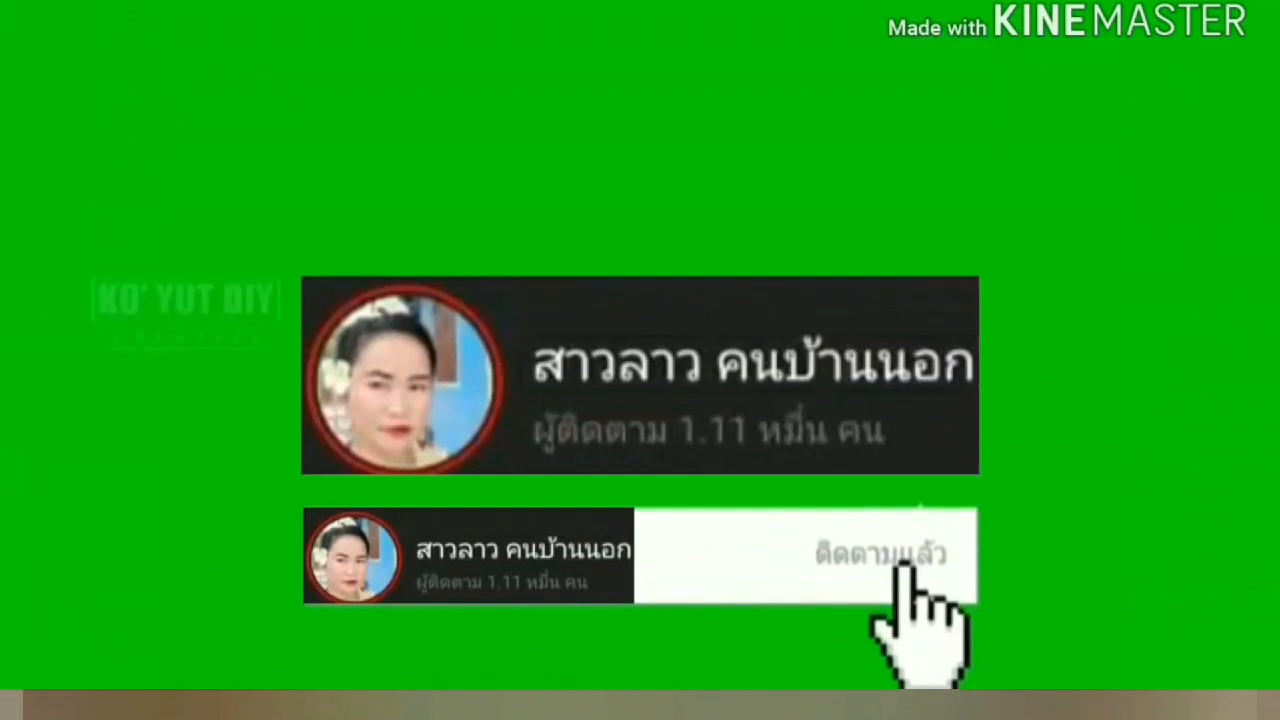 Made with KINEMASTER
KO' YUT DIY
สาวลาว คนบ้านนอก
ผู้ติดตาม 1.11 หมื่น คน
สาวลาว คนบ้านนอก
ผู้ติดตาม 1.11 หมื่น คน
ติดตามแล้ว